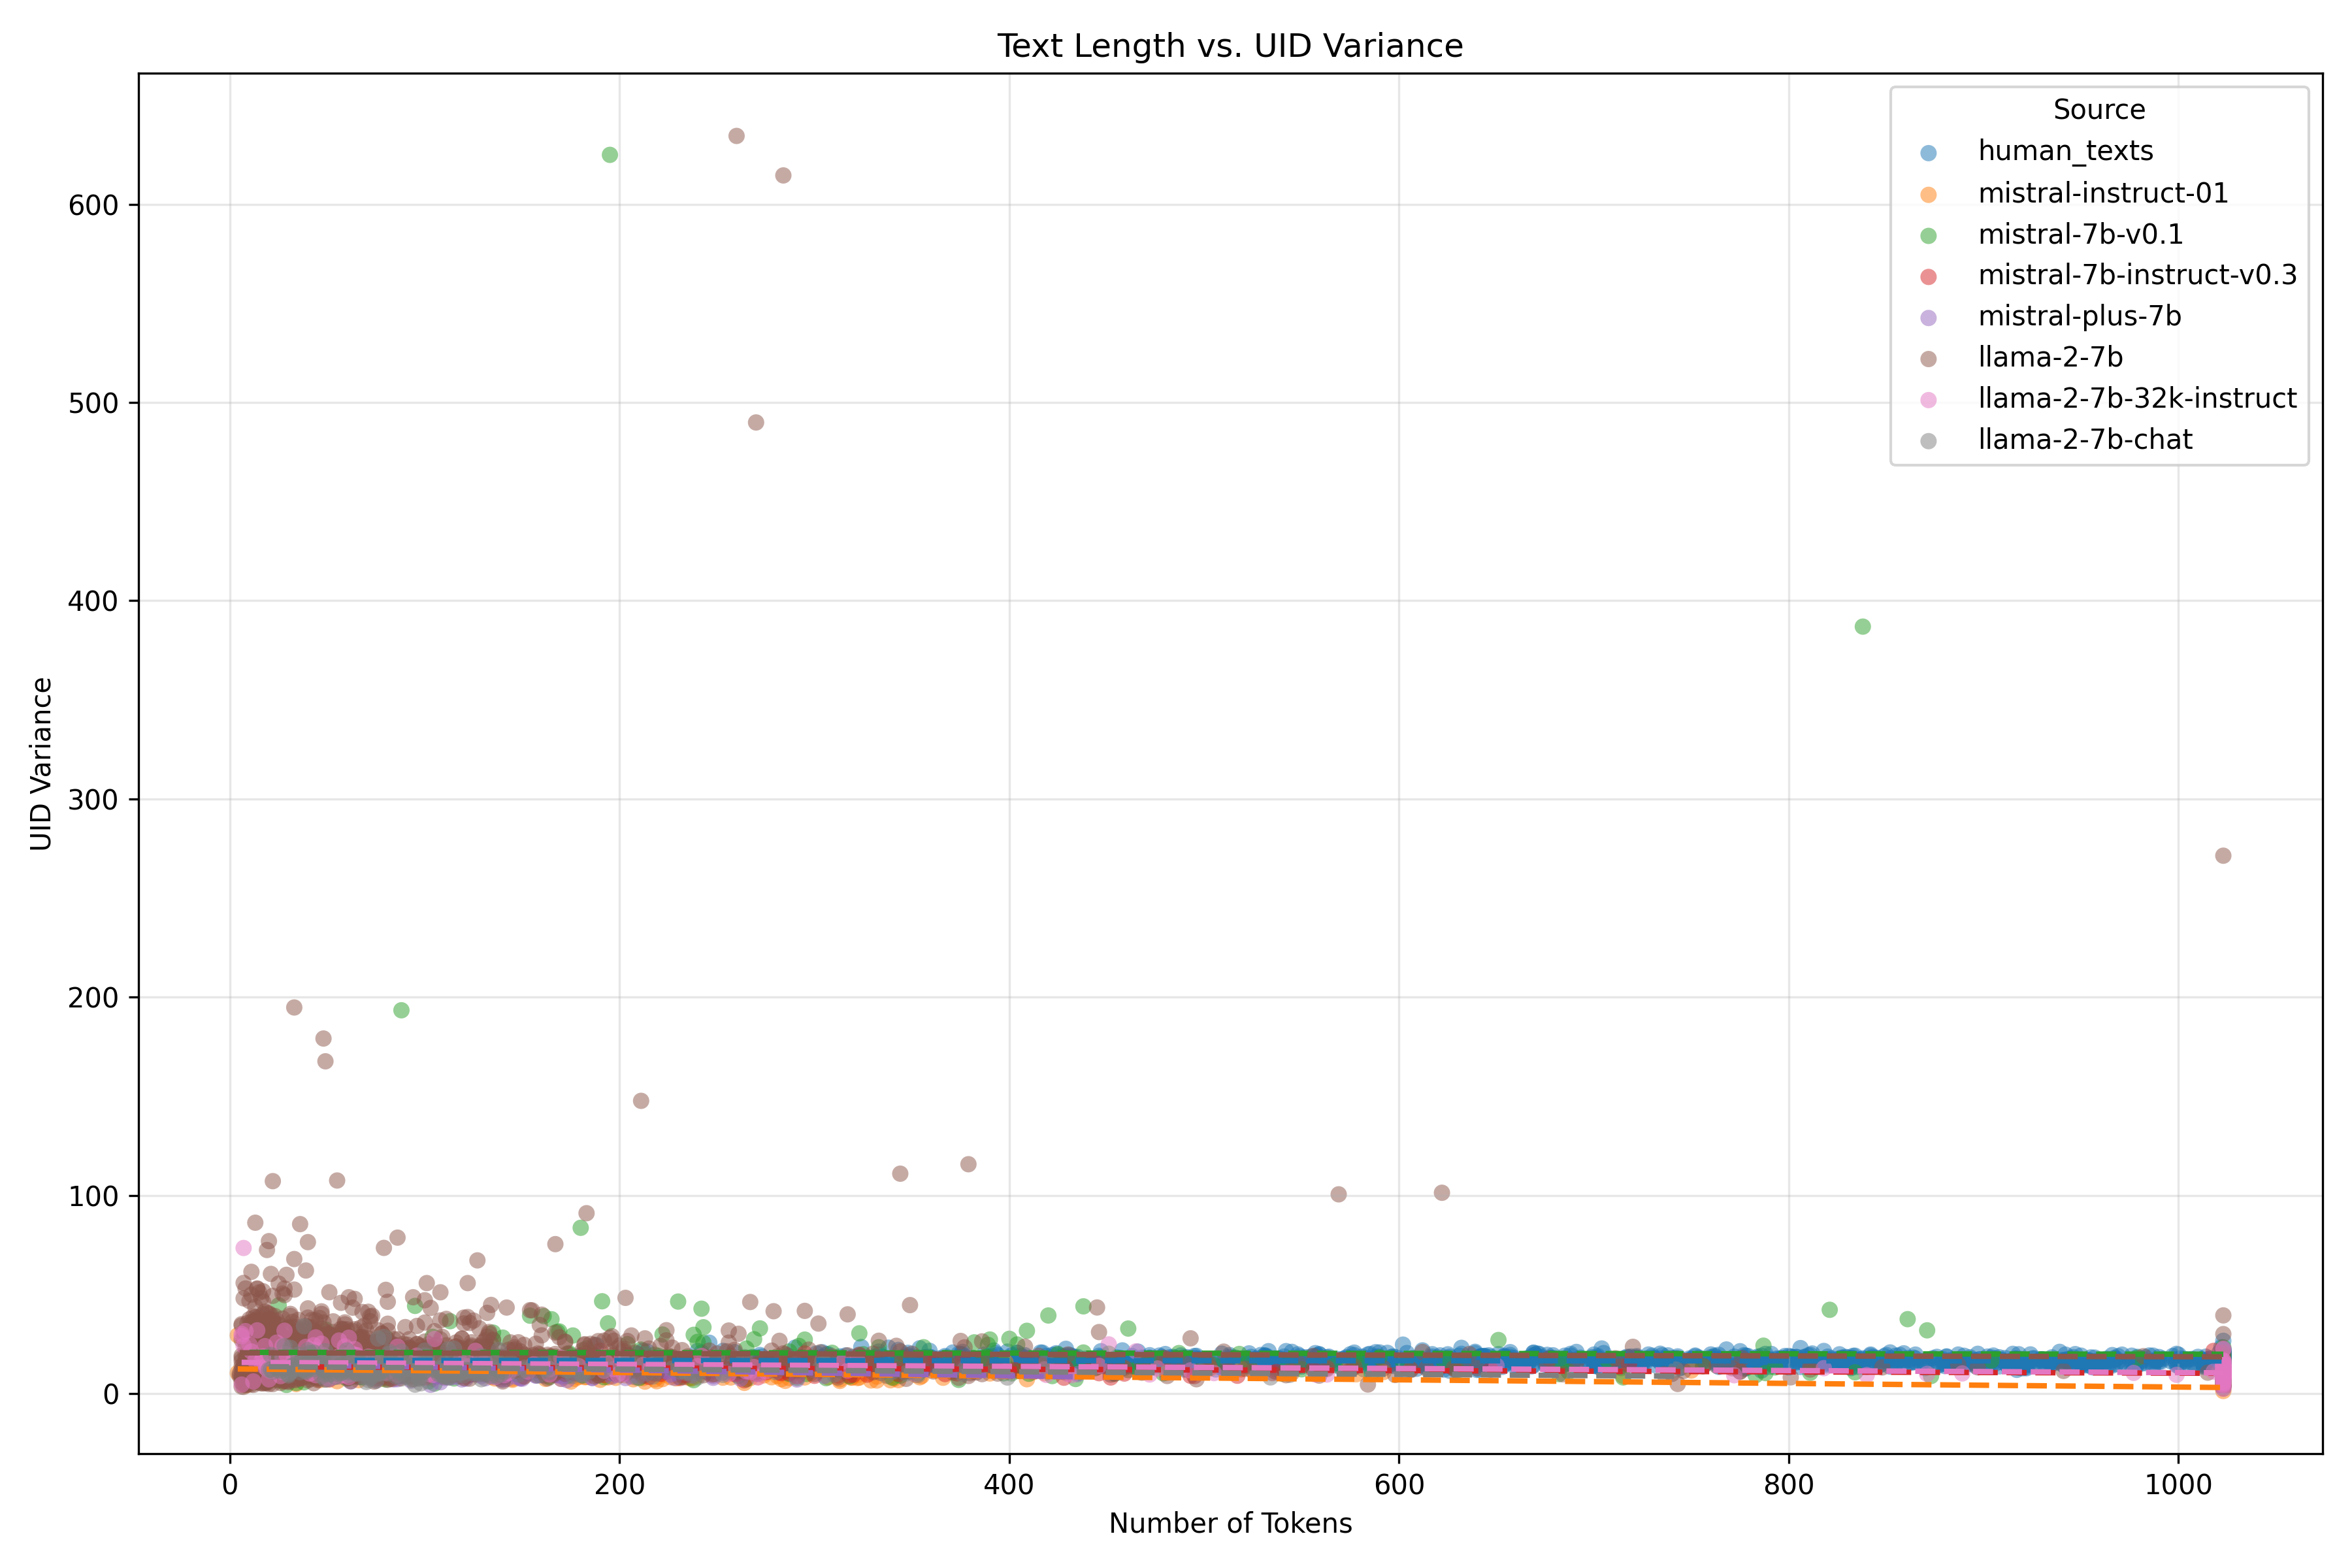 Text Length vs. UID Variance
Source
human_texts
mistral-instruct-01
mistral-7b-v0.1
mistral-7b-instruct-v0.3
mistral-plus-7b
llama-2-7b
llama-2-7b-32k-instruct
llama-2-7b-chat
UID Variance
600
500
400
300
200
100
0
0 200 400 600 800 1000
Number of Tokens